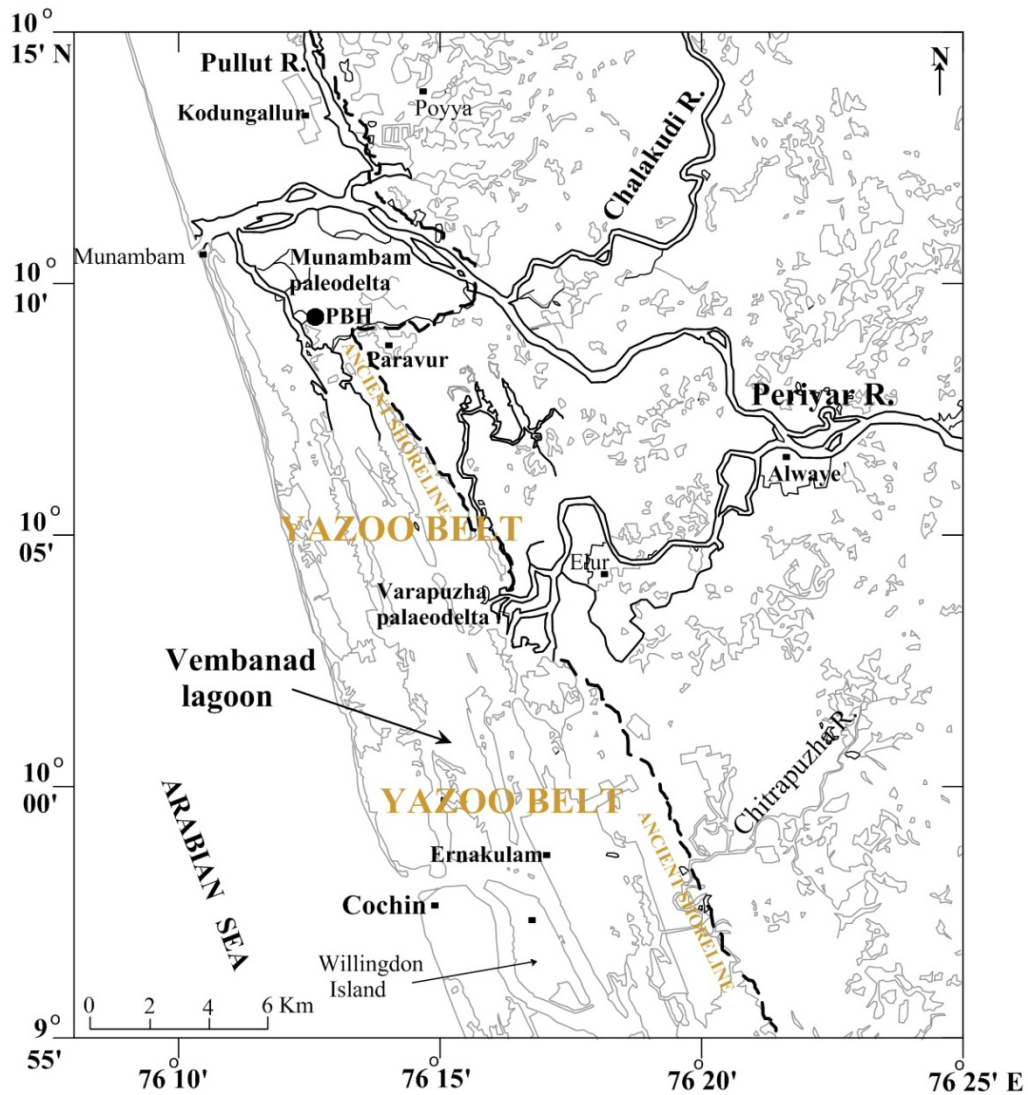 10°
15' N
N
Pullut R.
Kodungallur
Poyya
Chalakudi R.
Munambam
Munambam
paleodelta
10°
10'
PBH
Paravur
ANCIENT SHORELINE
Periyar R.
Alwaye
10°
05'
YAZOO BELT
Elur
Varapuzha
palaeodelta
Vembanad
lagoon
Chitrapuzha R.
10°
00'
YAZOO BELT
ARABIAN SEA
Ernakulam
ANCIENT SHORELINE
Cochin
Willingdon
Island
0 2 4 6 Km
9°
55'
76°10'
76°15'
76°20'
76°25' E